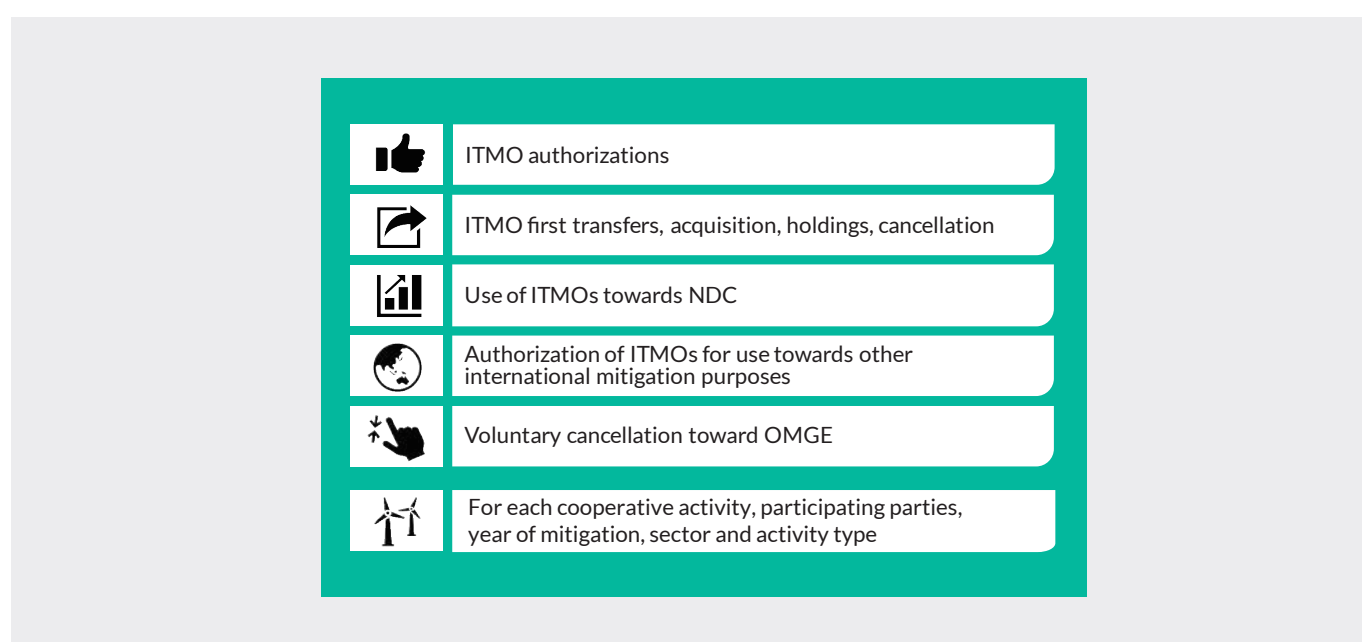 ITMO authorizations
ITMO first transfers, acquisition, holdings, cancellation
Use of ITMOs towards NDC
Authorization of ITMOs for use towards other
international mitigation purposes
Voluntary cancellation toward OMGE
For each cooperative activity, participating parties,
year of mitigation, sector and activity type